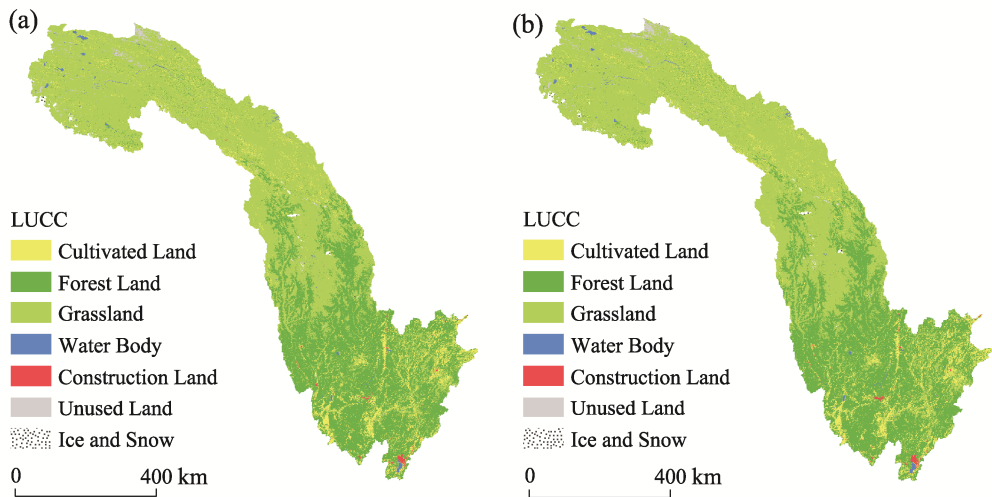 (a)
LUCC
Cultivated Land
Forest Land
Grassland
Water Body
Construction Land
Unused Land
Ice and Snow
0 400 km
(b)
LUCC
Cultivated Land
Forest Land
Grassland
Water Body
Construction Land
Unused Land
Ice and Snow
0 400 km